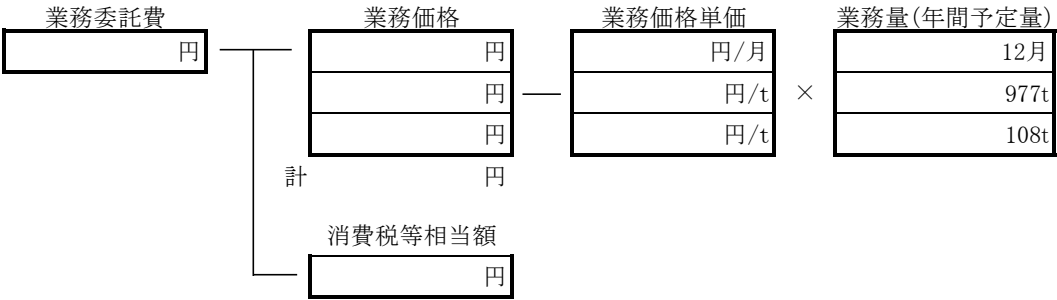 業務委託費 業務価格 業務価格単価 業務量(年間予定量)
円 円 円/月 12月
円 円/t × 977t
円 円/t 108t
計 円
消費税等相当額
円